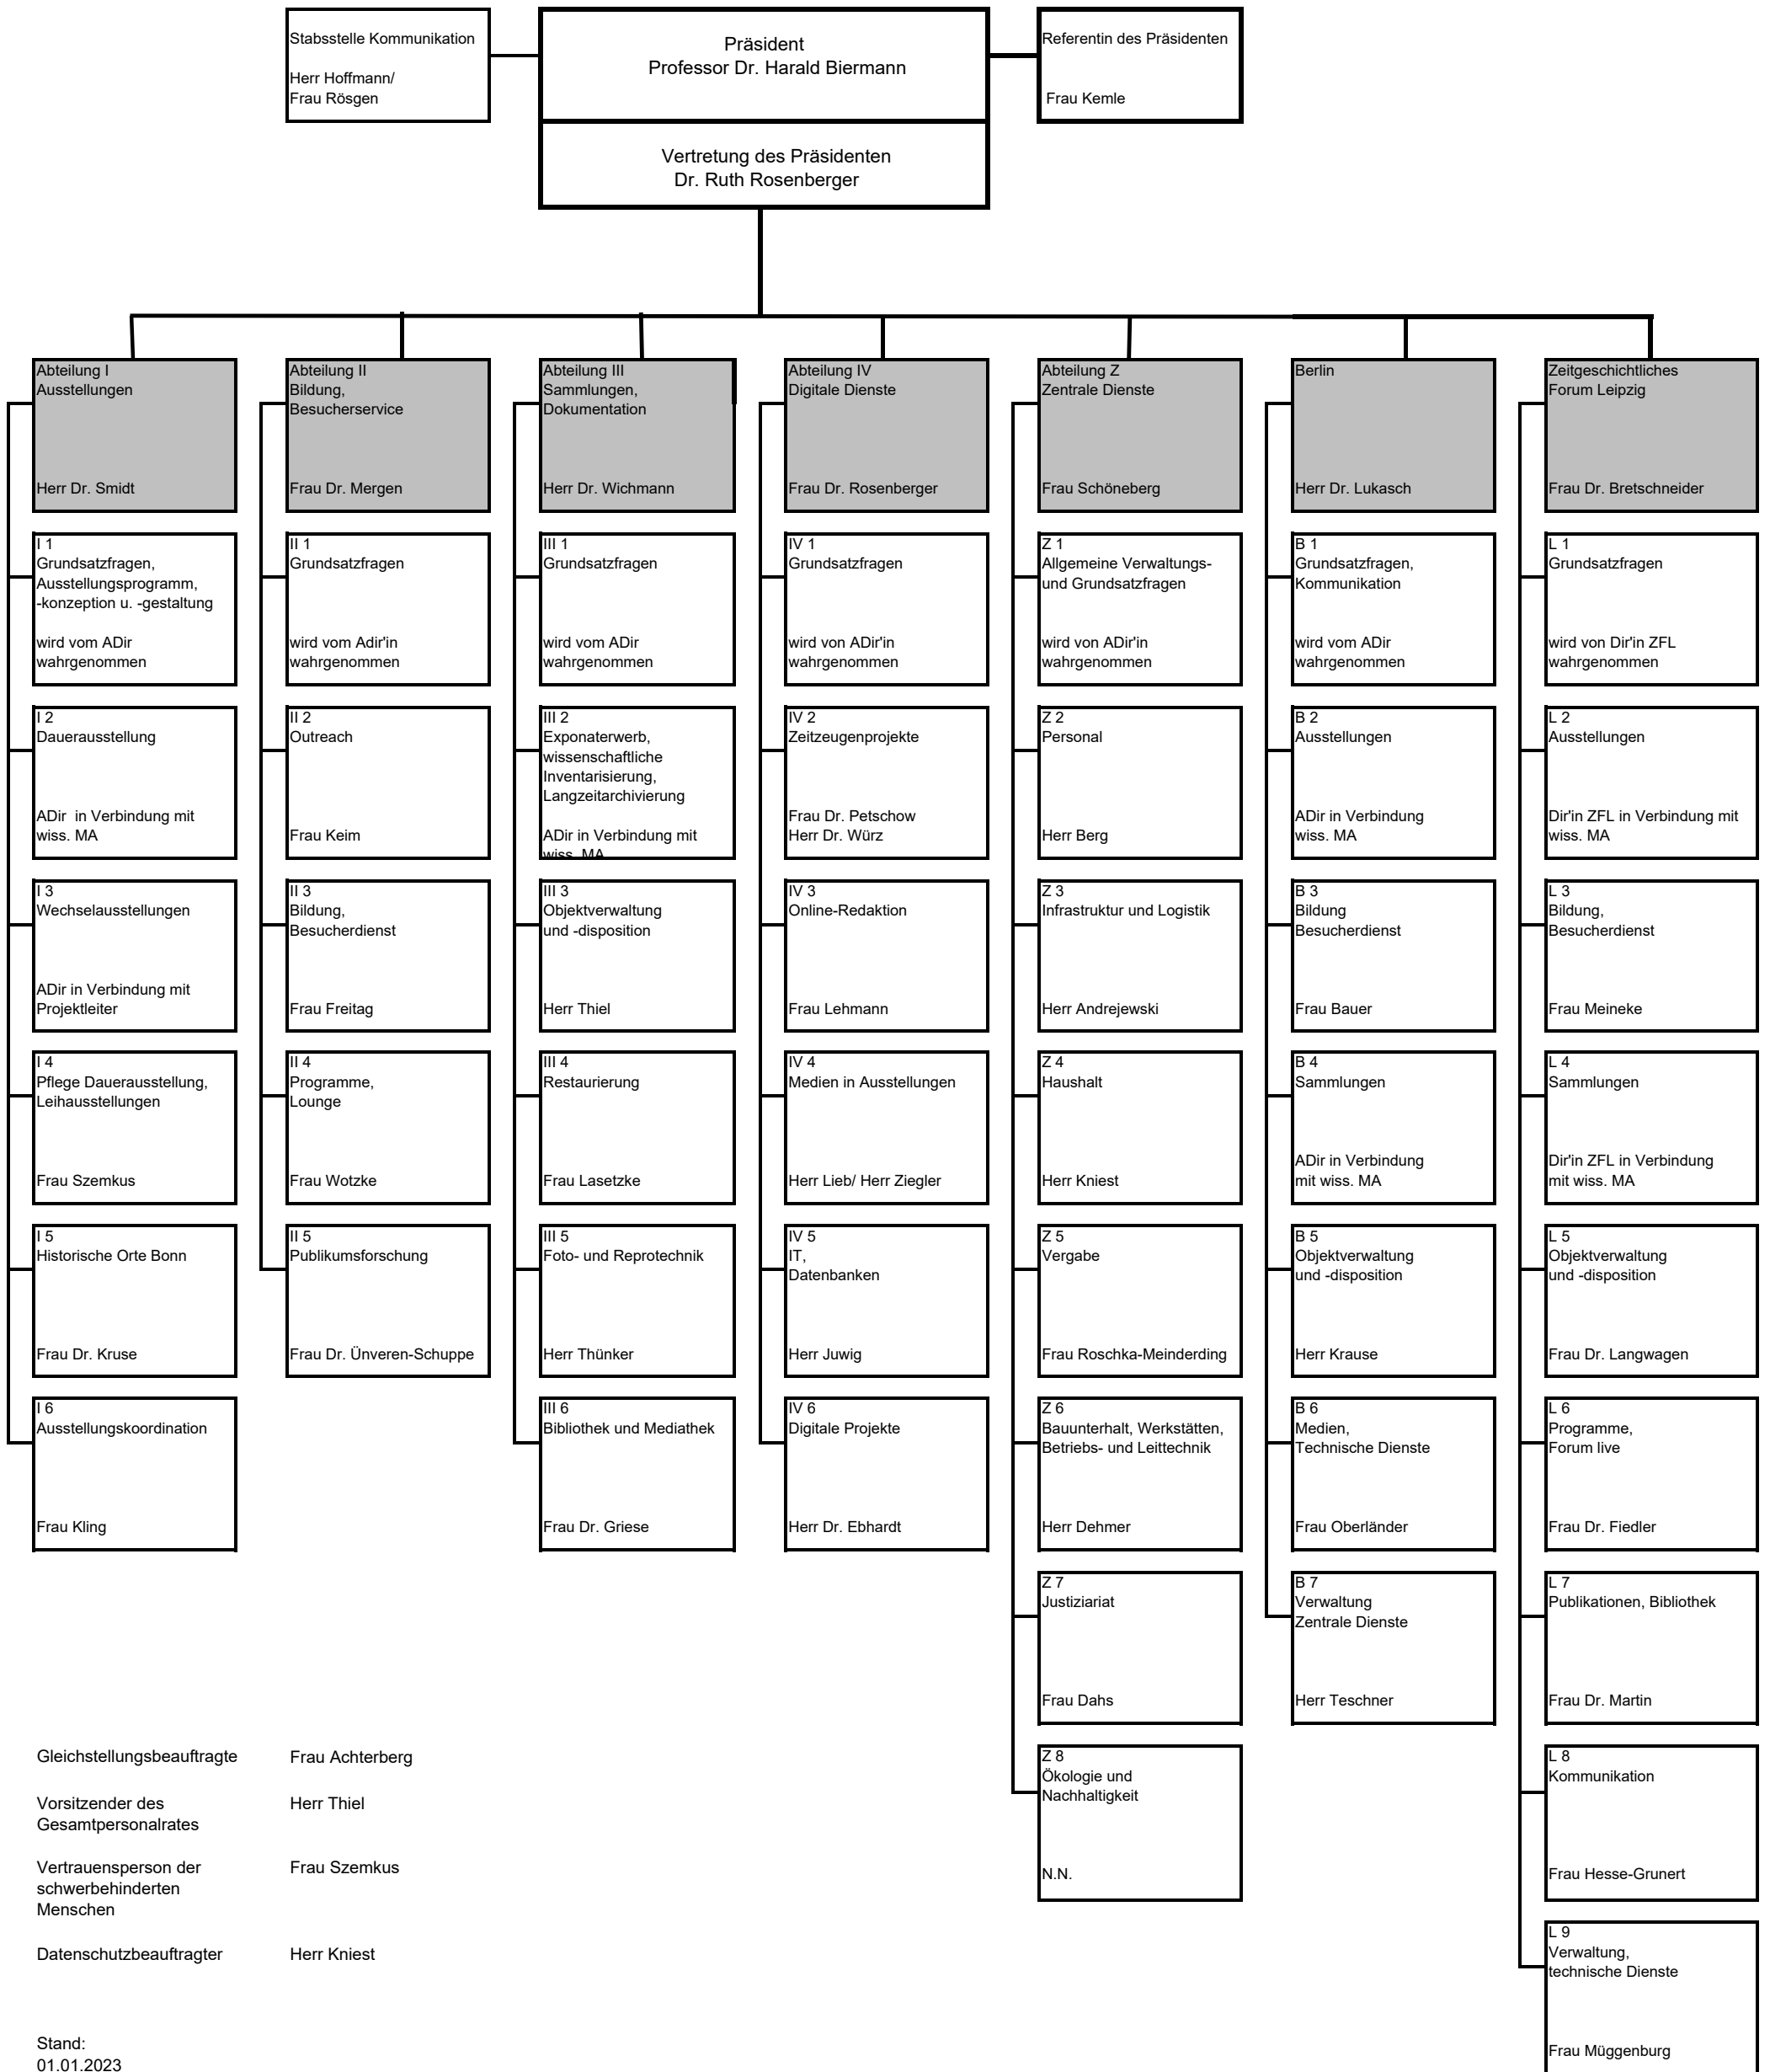 Stabsstelle Kommunikation
Herr Hoffmann/
Frau Rösgen
Präsident
Professor Dr. Harald Biermann
Referentin des Präsidenten
Frau Kemle
Vertretung des Präsidenten
Dr. Ruth Rosenberger
Abteilung I
Ausstellungen
Herr Dr. Smidt
I 1
Grundsatzfragen,
Ausstellungsprogramm,
-konzeption u. -gestaltung
wird vom ADir
wahrgenommen
I 2
Dauerausstellung
ADir  in Verbindung mit
wiss. MA
I 3
Wechselausstellungen
ADir in Verbindung mit
Projektleiter
I 4
Pflege Dauerausstellung,
Leihausstellungen
Frau Szemkus
I 5
Historische Orte Bonn
Frau Dr. Kruse
I 6
Ausstellungskoordination
Frau Kling
Abteilung II
Bildung,
Besucherservice
Frau Dr. Mergen
II 1
Grundsatzfragen
wird vom Adir'in
wahrgenommen
II 2
Outreach
Frau Keim
II 3
Bildung,
Besucherdienst
Frau Freitag
II 4
Programme,
Lounge
Frau Wotzke
II 5
Publikumsforschung
Frau Dr. Ünveren-Schuppe
Abteilung III
Sammlungen,
Dokumentation
Herr Dr. Wichmann
III 1
Grundsatzfragen
wird vom ADir
wahrgenommen
III 2
Exponaterwerb,
wissenschaftliche
Inventarisierung,
Langzeitarchivierung
ADir in Verbindung mit
wiss. MA
III 3
Objektverwaltung
und -disposition
Herr Thiel
III 4
Restaurierung
Frau Lasetzke
III 5
Foto- und Reprotechnik
Herr Thünker
III 6
Bibliothek und Mediathek
Frau Dr. Griese
Abteilung IV
Digitale Dienste
Frau Dr. Rosenberger
IV 1
Grundsatzfragen
wird von ADir'in
wahrgenommen
IV 2
Zeitzeugenprojekte
Frau Dr. Petschow
Herr Dr. Würz
IV 3
Online-Redaktion
Frau Lehmann
IV 4
Medien in Ausstellungen
Herr Lieb/ Herr Ziegler
IV 5
IT,
Datenbanken
Herr Juwig
IV 6
Digitale Projekte
Herr Dr. Ebhardt
Abteilung Z
Zentrale Dienste
Frau Schöneberg
Z 1
Allgemeine Verwaltungs-
und Grundsatzfragen
wird von ADir'in
wahrgenommen
Z 2
Personal
Herr Berg
Z 3
Infrastruktur und Logistik
Herr Andrejewski
Z 4
Haushalt
Herr Kniest
Z 5
Vergabe
Frau Roschka-Meinderding
Z 6
Bauunterhalt, Werkstätten,
Betriebs- und Leittechnik
Herr Dehmer
Z 7
Justiziariat
Frau Dahs
Z 8
Ökologie und
Nachhaltigkeit
N.N.
Berlin
Herr Dr. Lukasch
B 1
Grundsatzfragen,
Kommunikation
wird vom ADir
wahrgenommen
B 2
Ausstellungen
ADir in Verbindung
wiss. MA
B 3
Bildung
Besucherdienst
Frau Bauer
B 4
Sammlungen
ADir in Verbindung
mit wiss. MA
B 5
Objektverwaltung
und -disposition
Herr Krause
B 6
Medien,
Technische Dienste
Frau Oberländer
B 7
Verwaltung
Zentrale Dienste
Herr Teschner
Zeitgeschichtliches
Forum Leipzig
Frau Dr. Bretschneider
L 1
Grundsatzfragen
wird von Dir'in ZFL
wahrgenommen
L 2
Ausstellungen
Dir'in ZFL in Verbindung mit
wiss. MA
L 3
Bildung,
Besucherdienst
Frau Meineke
L 4
Sammlungen
Dir'in ZFL in Verbindung
mit wiss. MA
L 5
Objektverwaltung
und -disposition
Frau Dr. Langwagen
L 6
Programme,
Forum live
Frau Dr. Fiedler
L 7
Publikationen, Bibliothek
Frau Dr. Martin
L 8
Kommunikation
Frau Hesse-Grunert
L 9
Verwaltung,
technische Dienste
Frau Müggenburg
Gleichstellungsbeauftragte Frau Achterberg
Vorsitzender des Herr Thiel
Gesamtpersonalrates
Vertrauensperson der Frau Szemkus
schwerbehinderten
Menschen
Datenschutzbeauftragter Herr Kniest
Stand:
01.01.2023